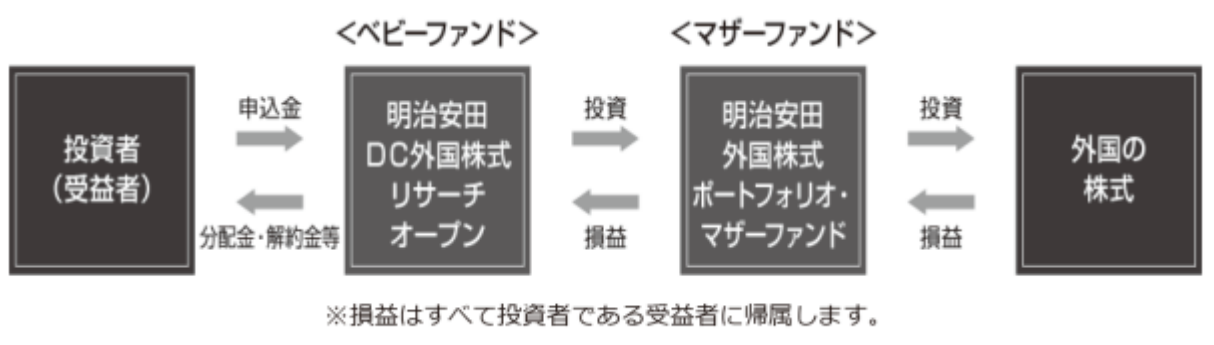 <ベビーファンド>
<マザーファンド>
投資者
(受益者)
申込金
分配金・解約金等
明治安田
DC外国株式
リサーチ
オープン
投資
損益
明治安田
外国株式
ポートフォリオ・
マザーファンド
投資
損益
外国の
株式
※損益はすべて投資者である受益者に帰属します。